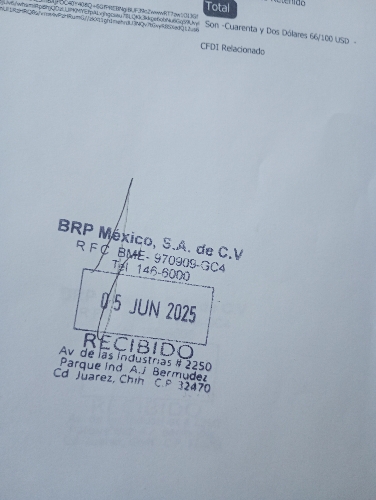 Total
Son -Cuarenta y Dos Dólares 66/100 USD -
CFDI Relacionado
BRP México, S.A. de C.V
RFC BME- 970909-GC4
Tel 146-6000
05 JUN 2025
RECIBIDO
Av de las Industrias # 2250
Parque Ind A.J Bermudez
Cd Juarez, Chih C.P 32470